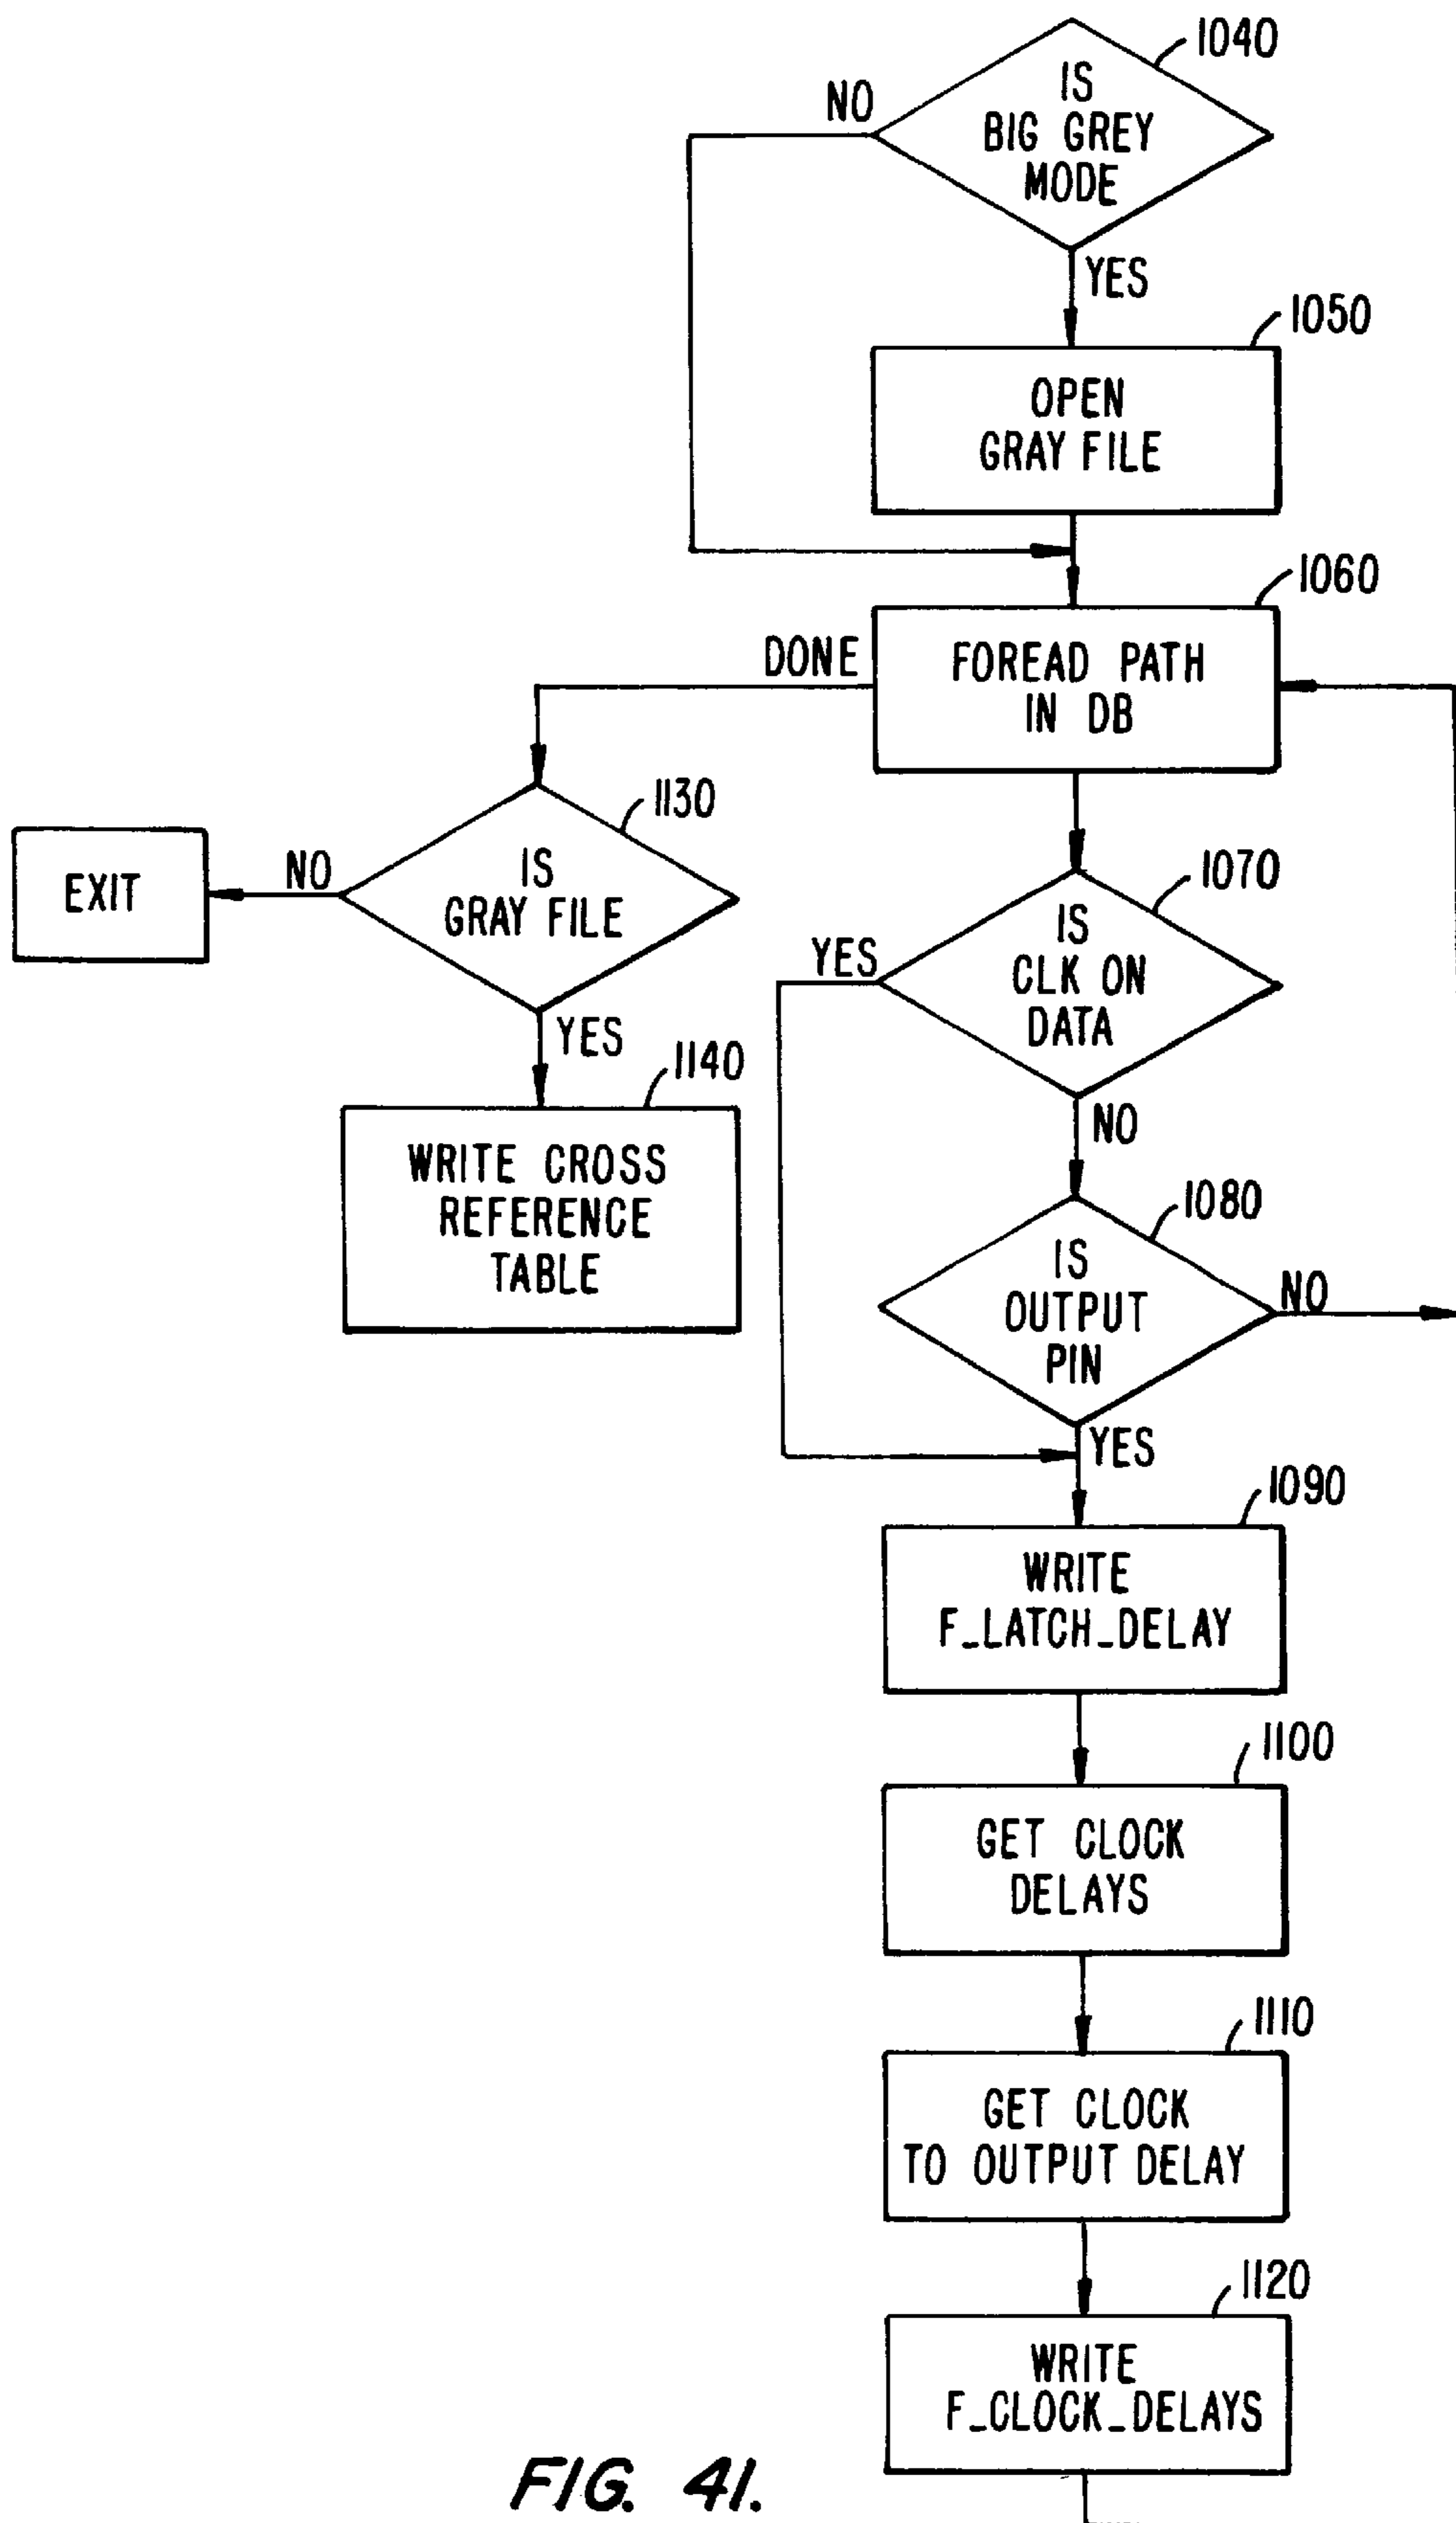 1040
IS
BIG GREY
MODE
NO
YES
1050
OPEN
GRAY FILE
1060
FOREAD PATH
IN DB
DONE
1130
IS
GRAY FILE
NO
EXIT
YES
1140
WRITE CROSS
REFERENCE
TABLE
1070
IS
CLK ON
DATA
YES
NO
1080
IS
OUTPUT
PIN
NO
YES
1090
WRITE
F_LATCH_DELAY
1100
GET CLOCK
DELAYS
1110
GET CLOCK
TO OUTPUT DELAY
1120
WRITE
F_CLOCK_DELAYS
FIG. 41.